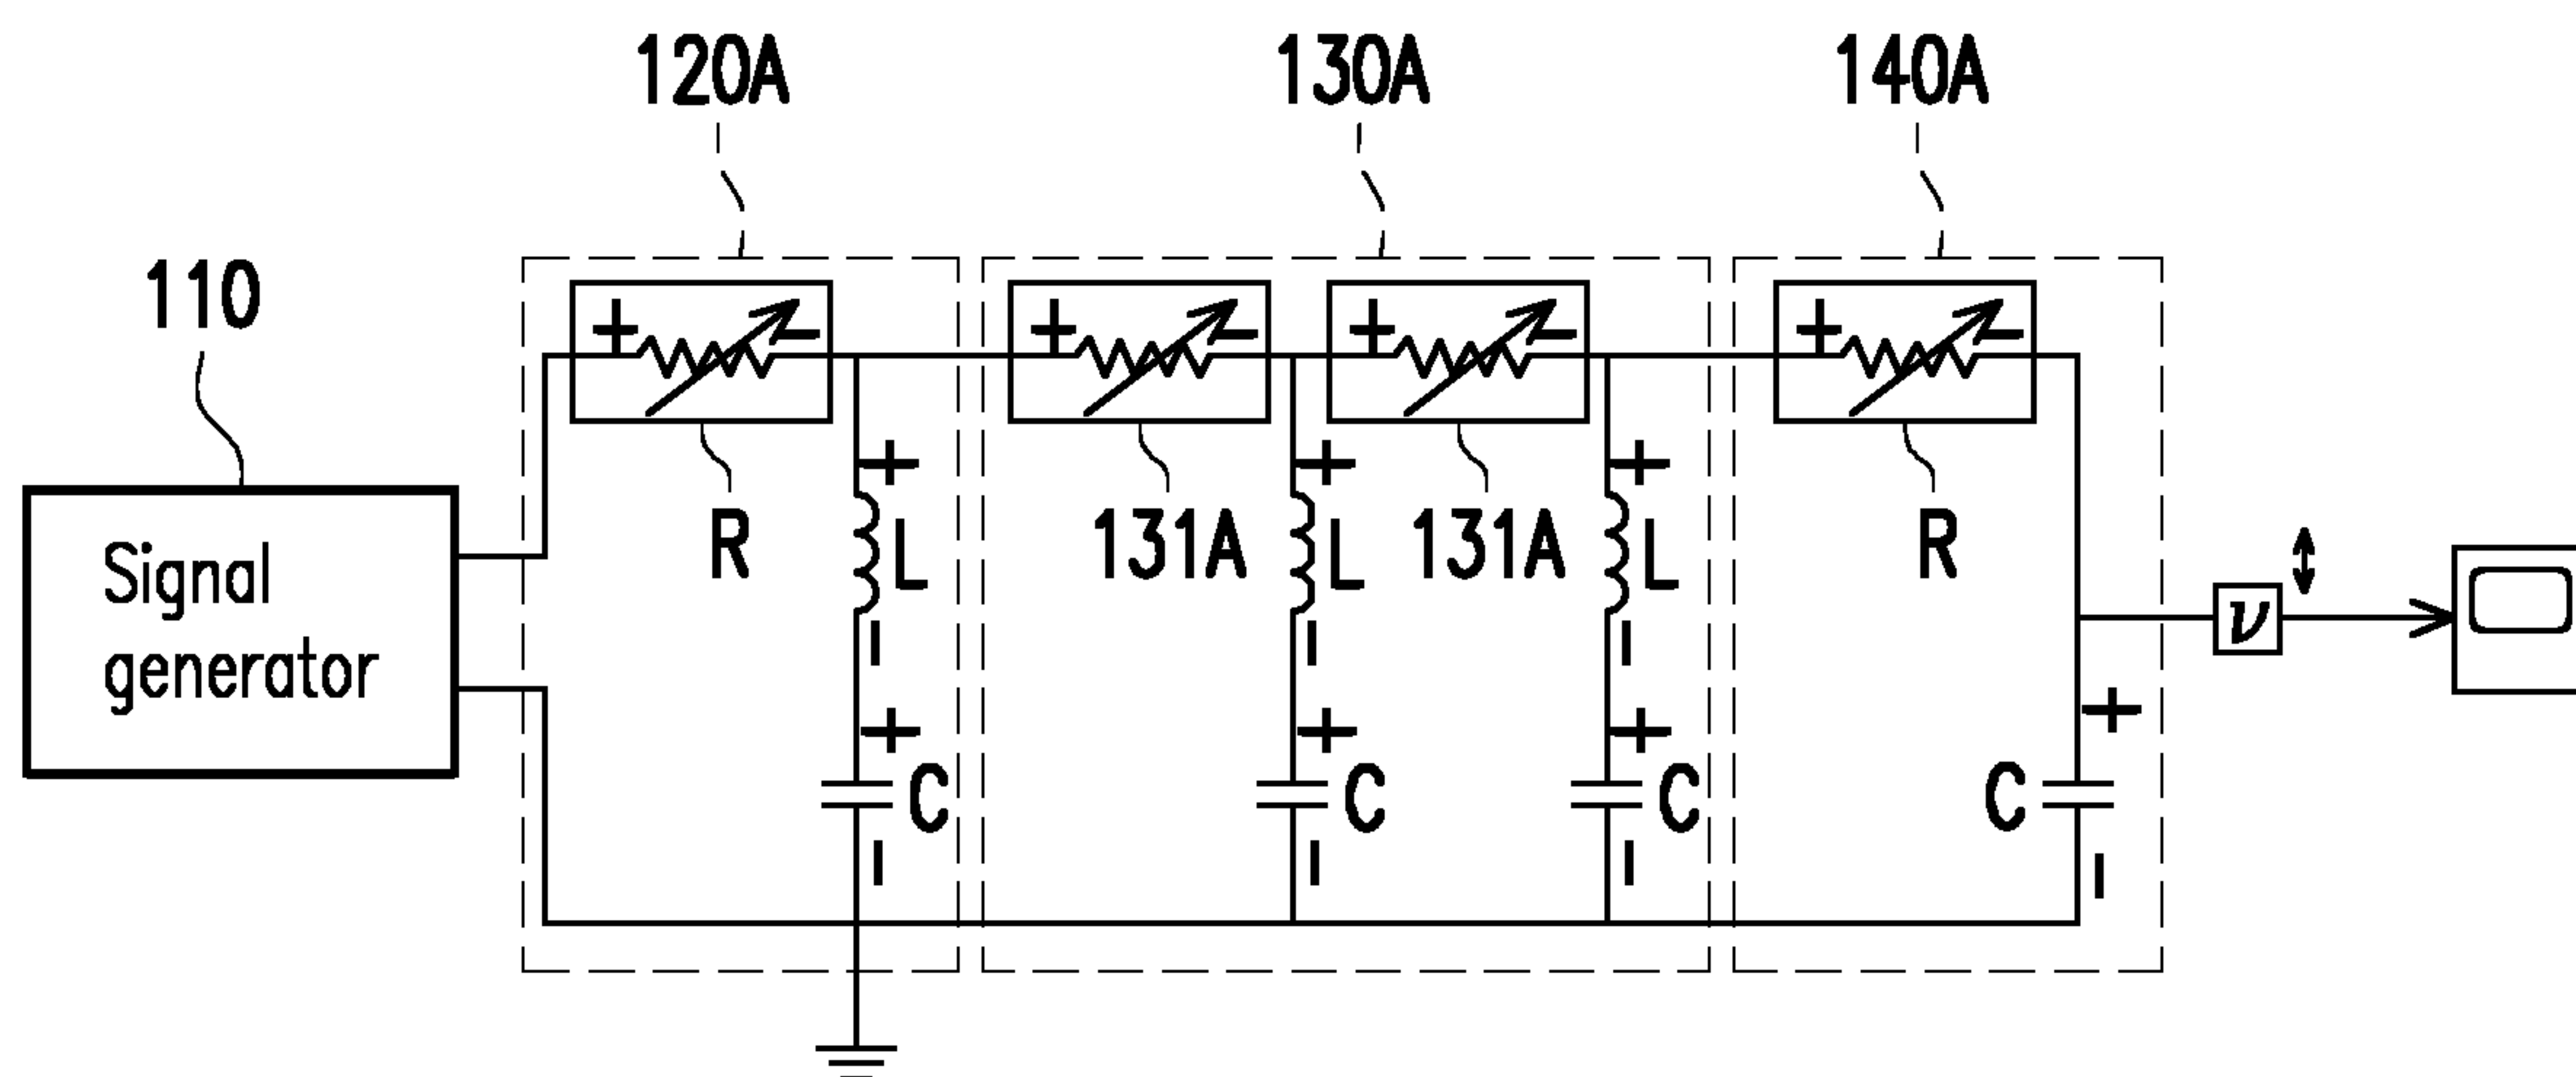 120A
130A
140A
110
Signal
generator
+
−
+
−
+
−
+
−
R
131A
131A
R
+
L
−
+
L
−
+
L
−
ν
+
C
−
+
C
−
+
C
−
+
C
−